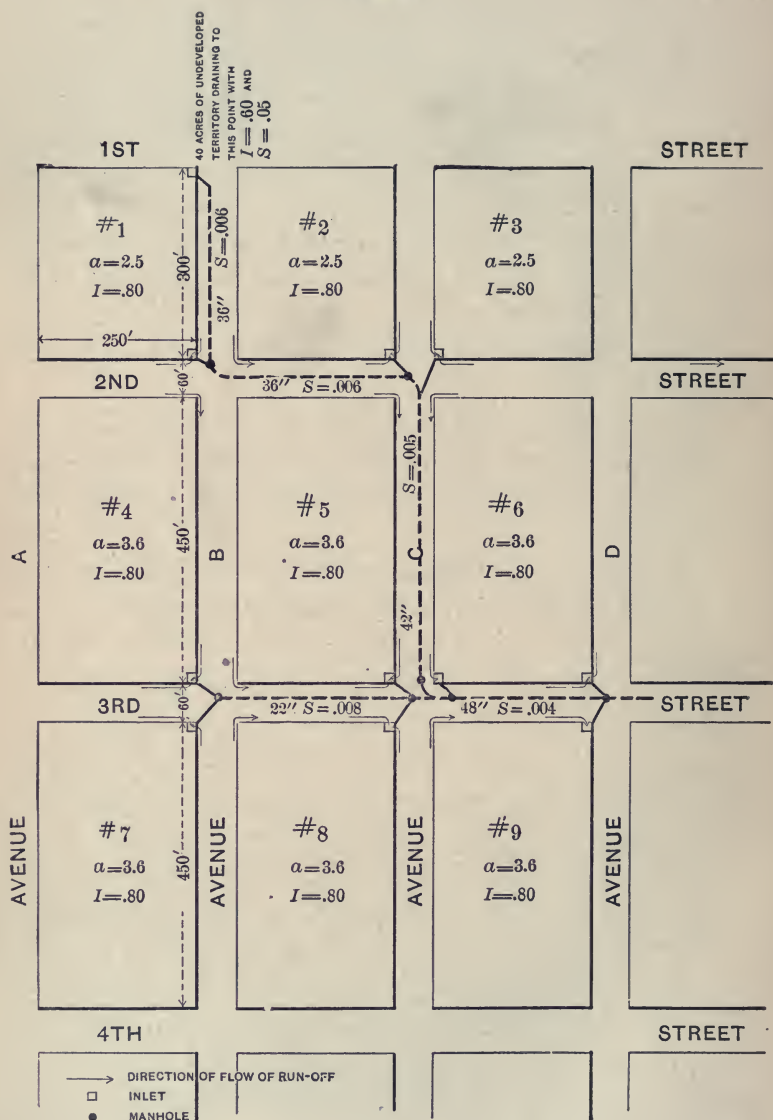 40 ACRES OF UNDEVELOPED
TERRITORY DRAINING TO
THIS POINT WITH
I=.60 AND
S=.05
1ST
STREET
#1
a=2.5
I=.80
300'
250'
36"
S=.006
#2
a=2.5
I=.80
#3
a=2.5
I=.80
2ND
60'
36" S=.006
STREET
#4
a=3.6
I=.80
450'
A
B
#5
a=3.6
I=.80
S=.005
C
42"
#6
a=3.6
I=.80
D
3RD
60'
22" S=.008
48" S=.004
STREET
AVENUE
#7
a=3.6
I=.80
450'
AVENUE
#8
a=3.6
I=.80
AVENUE
#9
a=3.6
I=.80
AVENUE
4TH
STREET
DIRECTION OF FLOW OF RUN-OFF
INLET
MANHOLE